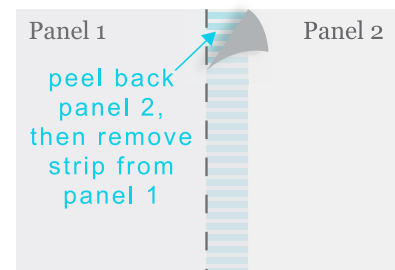 Panel 1
Panel 2
peel back
panel 2,
then remove
strip from
panel 1